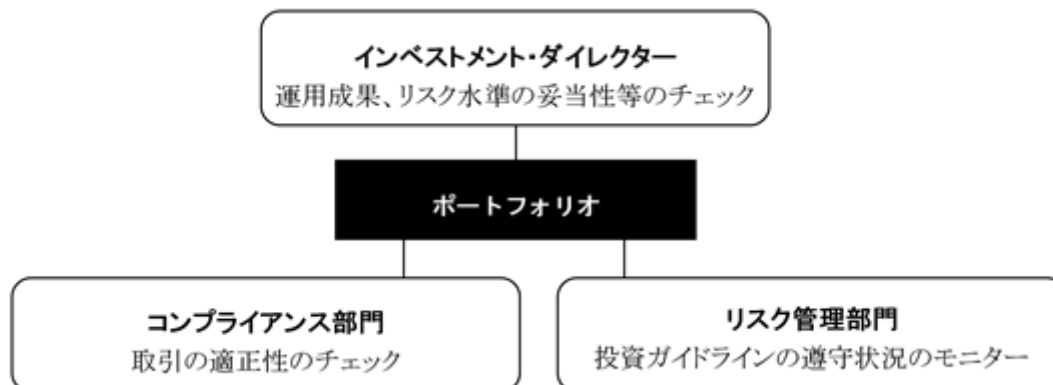 インベストメント・ダイレクター
運用成果、リスク水準の妥当性等のチェック
ポートフォリオ
コンプライアンス部門
取引の適正性のチェック
リスク管理部門
投資ガイドラインの遵守状況のモニター